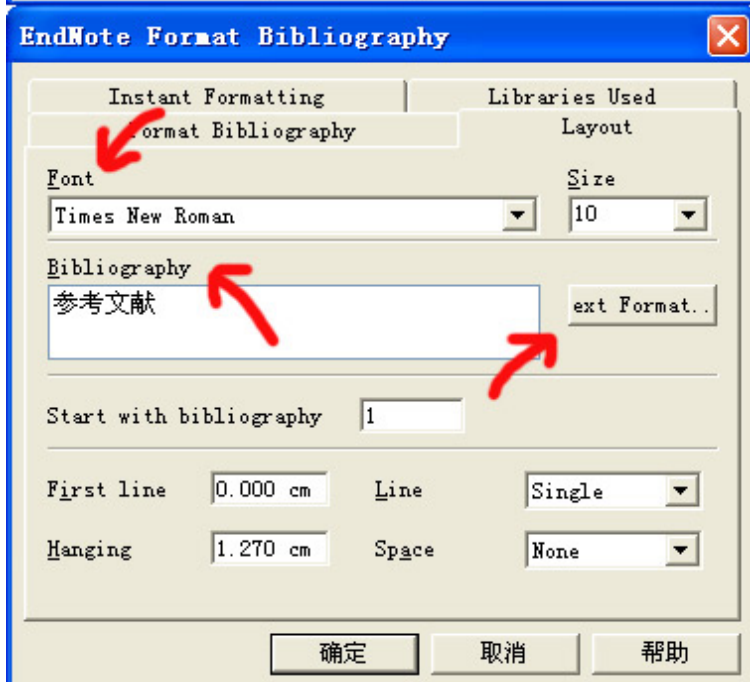 EndNote Format Bibliography
Instant Formatting Libraries Used
Format Bibliography Layout
Font Size
Times New Roman 10
Bibliography
参考文献
ext Format..
Start with bibliography 1
First line 0.000 cm Line Single
Hanging 1.270 cm Space None
确定 取消 帮助